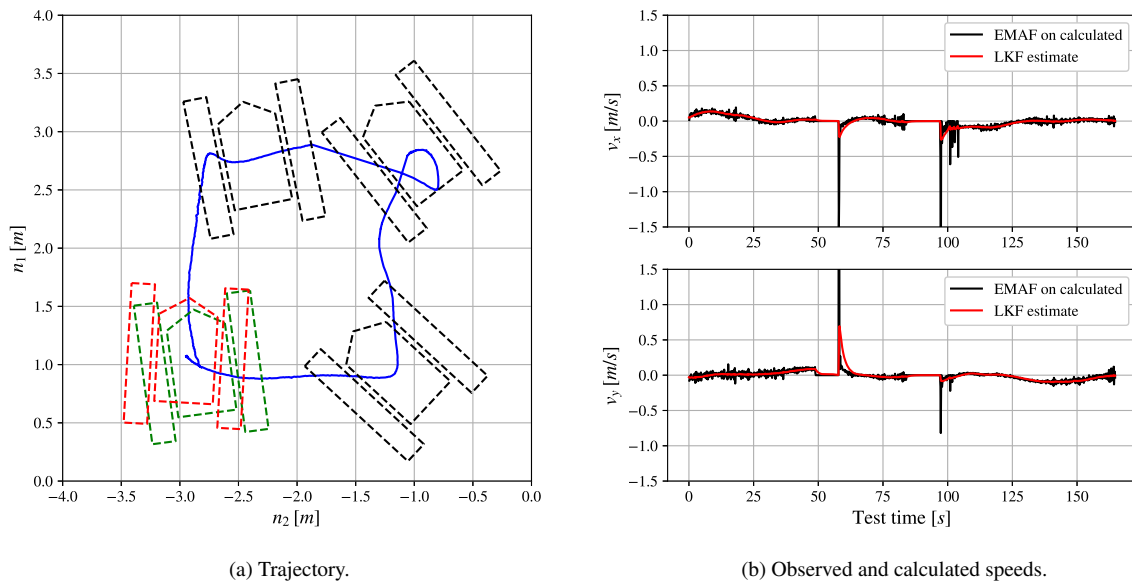 4.0
3.5
3.0
2.5
2.0
1.5
1.0
0.5
0.0
n₁ [m]
−4.0 −3.5 −3.0 −2.5 −2.0 −1.5 −1.0 −0.5 0.0
n₂ [m]
(a) Trajectory.
1.5
1.0
0.5
0.0
−0.5
−1.0
−1.5
vₓ [m/s]
EMAF on calculated
LKF estimate
0 25 50 75 100 125 150
1.5
1.0
0.5
0.0
−0.5
−1.0
−1.5
v_y [m/s]
EMAF on calculated
LKF estimate
0 25 50 75 100 125 150
Test time [s]
(b) Observed and calculated speeds.